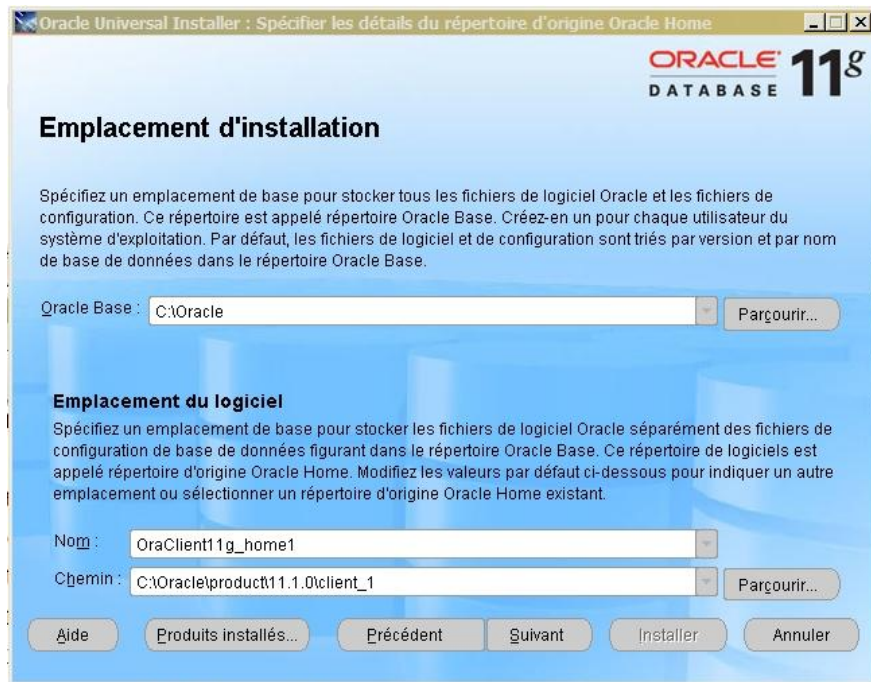 Oracle Universal Installer : Spécifier les détails du répertoire d'origine Oracle Home
ORACLE 11g
DATABASE
Emplacement d'installation
Spécifiez un emplacement de base pour stocker tous les fichiers de logiciel Oracle et les fichiers de
configuration. Ce répertoire est appelé répertoire Oracle Base. Créez-en un pour chaque utilisateur du
système d'exploitation. Par défaut, les fichiers de logiciel et de configuration sont triés par version et par nom
de base de données dans le répertoire Oracle Base.
Oracle Base : C:\Oracle Parcourir...
Emplacement du logiciel
Spécifiez un emplacement de base pour stocker les fichiers de logiciel Oracle séparément des fichiers de
configuration de base de données figurant dans le répertoire Oracle Base. Ce répertoire de logiciels est
appelé répertoire d'origine Oracle Home. Modifiez les valeurs par défaut ci-dessous pour indiquer un autre
emplacement ou sélectionner un répertoire d'origine Oracle Home existant.
Nom : OraClient11g_home1
Chemin : C:\Oracle\product\11.1.0\client_1 Parcourir...
Aide Produits installés... Précédent Suivant Installer Annuler